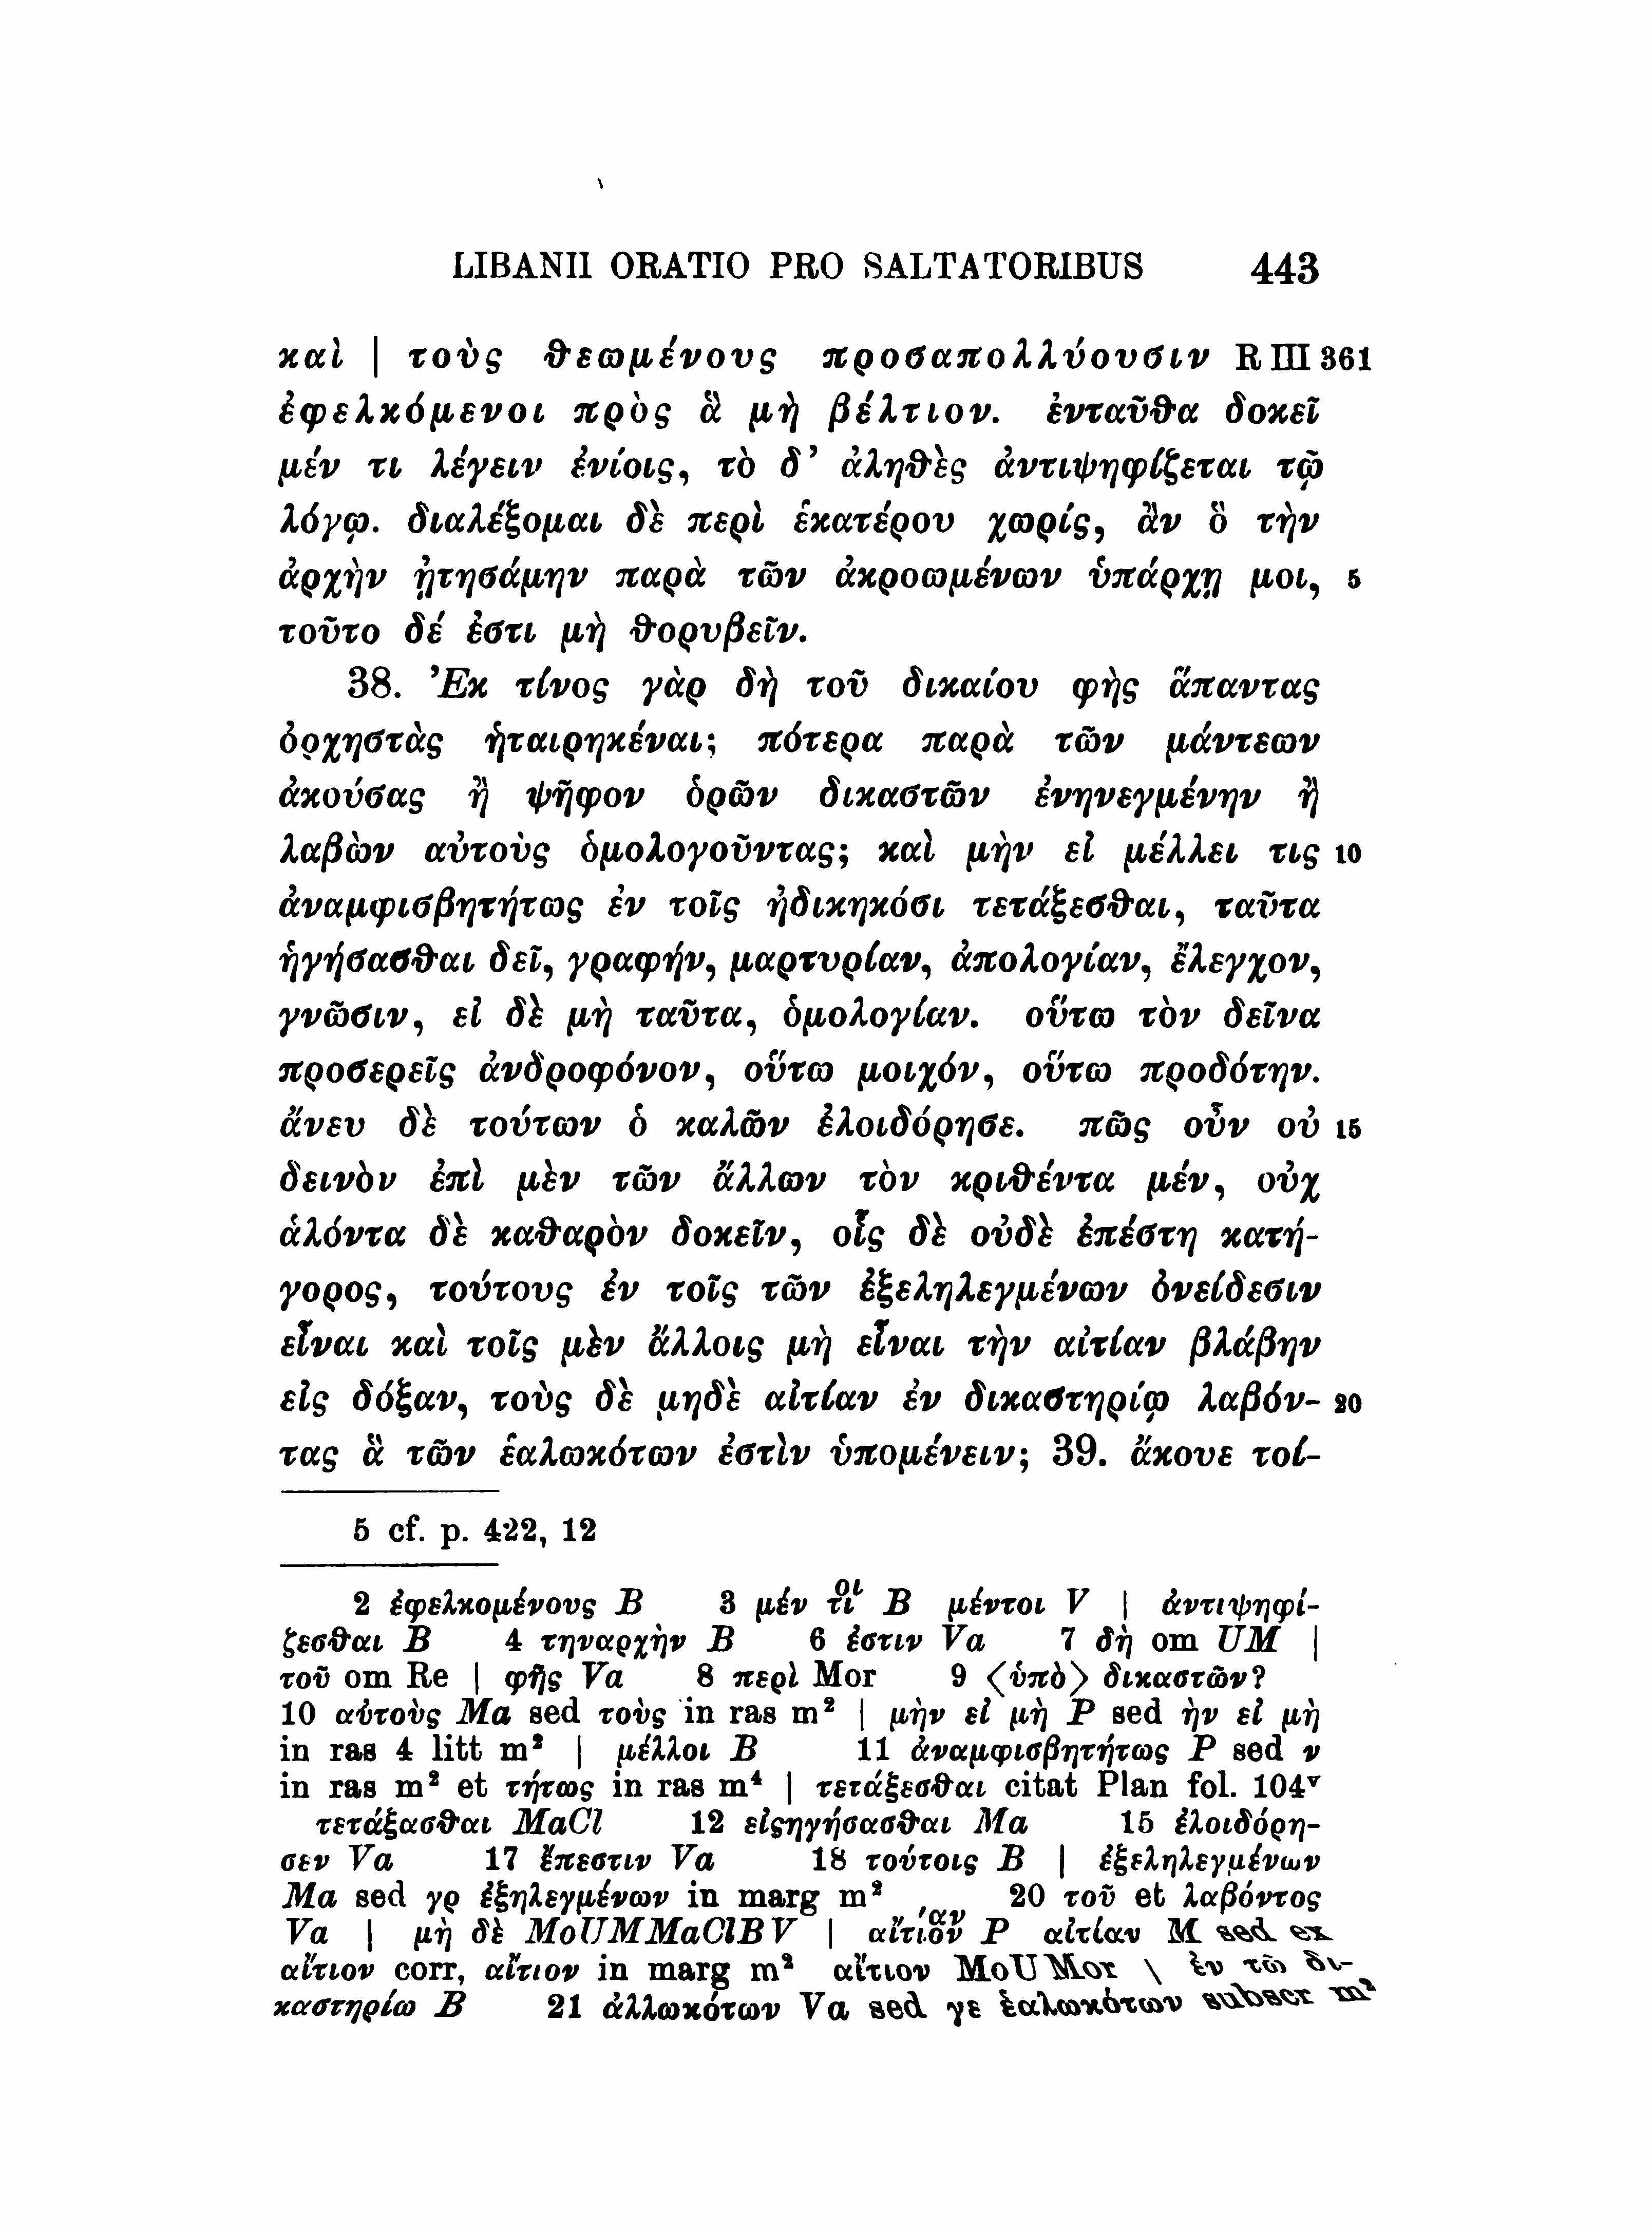 LIBANII ORATIO PRO SALTATORIBUS 443
καὶ | τοὺς θεωμένους προσαπολλύουσιν R III 361
ἐφελκόμενοι πρὸς ἃ μὴ βέλτιον. ἐνταῦθα δοκεῖ
μέν τι λέγειν ἐνίοις, τὸ δ’ ἀληθὲς ἀντιψηφίζεται τῷ
λόγῳ. διαλέξομαι δὲ περὶ ἑκατέρου χωρίς, ἂν ὃ τὴν
ἀρχὴν ᾐτησάμην παρὰ τῶν ἀκροωμένων ὑπάρχῃ μοι, 5
τοῦτο δέ ἐστι μὴ θορυβεῖν.
38. Ἐκ τίνος γὰρ δὴ τοῦ δικαίου φὴς ἅπαντας
ὀρχηστὰς ἡταιρηκέναι; πότερα παρὰ τῶν μάντεων
ἀκούσας ἢ ψῆφον ὁρῶν δικαστῶν ἐνηνεγμένην ἢ
λαβὼν αὐτοὺς ὁμολογοῦντας; καὶ μὴν εἰ μέλλει τις 10
ἀναμφισβητήτως ἐν τοῖς ἠδικηκόσι τετάξεσθαι, ταῦτα
ἡγήσασθαι δεῖ, γραφήν, μαρτυρίαν, ἀπολογίαν, ἔλεγχον,
γνῶσιν, εἰ δὲ μὴ ταῦτα, ὁμολογίαν. οὕτω τὸν δεῖνα
προσερεῖς ἀνδροφόνον, οὕτω μοιχόν, οὕτω προδότην.
ἄνευ δὲ τούτων ὁ καλῶν ἐλοιδόρησε. πῶς οὖν οὐ 15
δεινὸν ἐπὶ μὲν τῶν ἄλλων τὸν κριθέντα μέν, οὐχ
ἁλόντα δὲ καθαρὸν δοκεῖν, οἷς δὲ οὐδὲ ἐπέστη κατή-
γορος, τούτους ἐν τοῖς τῶν ἐξεληλεγμένων ὀνείδεσιν
εἶναι καὶ τοῖς μὲν ἄλλοις μὴ εἶναι τὴν αἰτίαν βλάβην
εἰς δόξαν, τοὺς δὲ μηδὲ αἰτίαν ἐν δικαστηρίῳ λαβόν- 20
τας ἃ τῶν ἑαλωκότων ἐστὶν ὑπομένειν; 39. ἄκουε τοί-
5 cf. p. 422, 12
2 ἐφελκομένους B 3 μέν τι οι B μέντοι V | ἀντιψηφί-
ζεσθαι B 4 τηναρχὴν B 6 ἐστιν Va 7 δὴ om UM |
τοῦ om Re | φῂς Va 8 περὶ Mor 9 ⟨ὑπὸ⟩ δικαστῶν?
10 αὑτοὺς Ma sed τοὺς in ras m² | μὴν εἰ μὴ P sed ὴν εἰ μὴ
in ras 4 litt m² | μέλλοι B 11 ἀναμφισβητήτως P sed ν
in ras m² et τήτως in ras m⁴ | τετάξεσθαι citat Plan fol. 104ᵛ
τετάξασθαι MaCl 12 εἰςηγήσασθαι Ma 15 ἐλοιδόρη-
σεν Va 17 ἔπεστιν Va 18 τούτοις B | ἐξεληλεγμένων
Ma sed γρ ἐξηλεγμένων in marg m² 20 τοῦ et λαβόντος
Va | μὴ δὲ MoUMMaClBV | αἴτιον αν P αἰτίαν M sed ex
αἴτιον corr, αἴτιον in marg m² αἴτιον MoUMor \ ἐν τῶ δι-
καστηρίω B 21 ἀλλωκότων Va sed γε ἑαλωκότων subscr m²